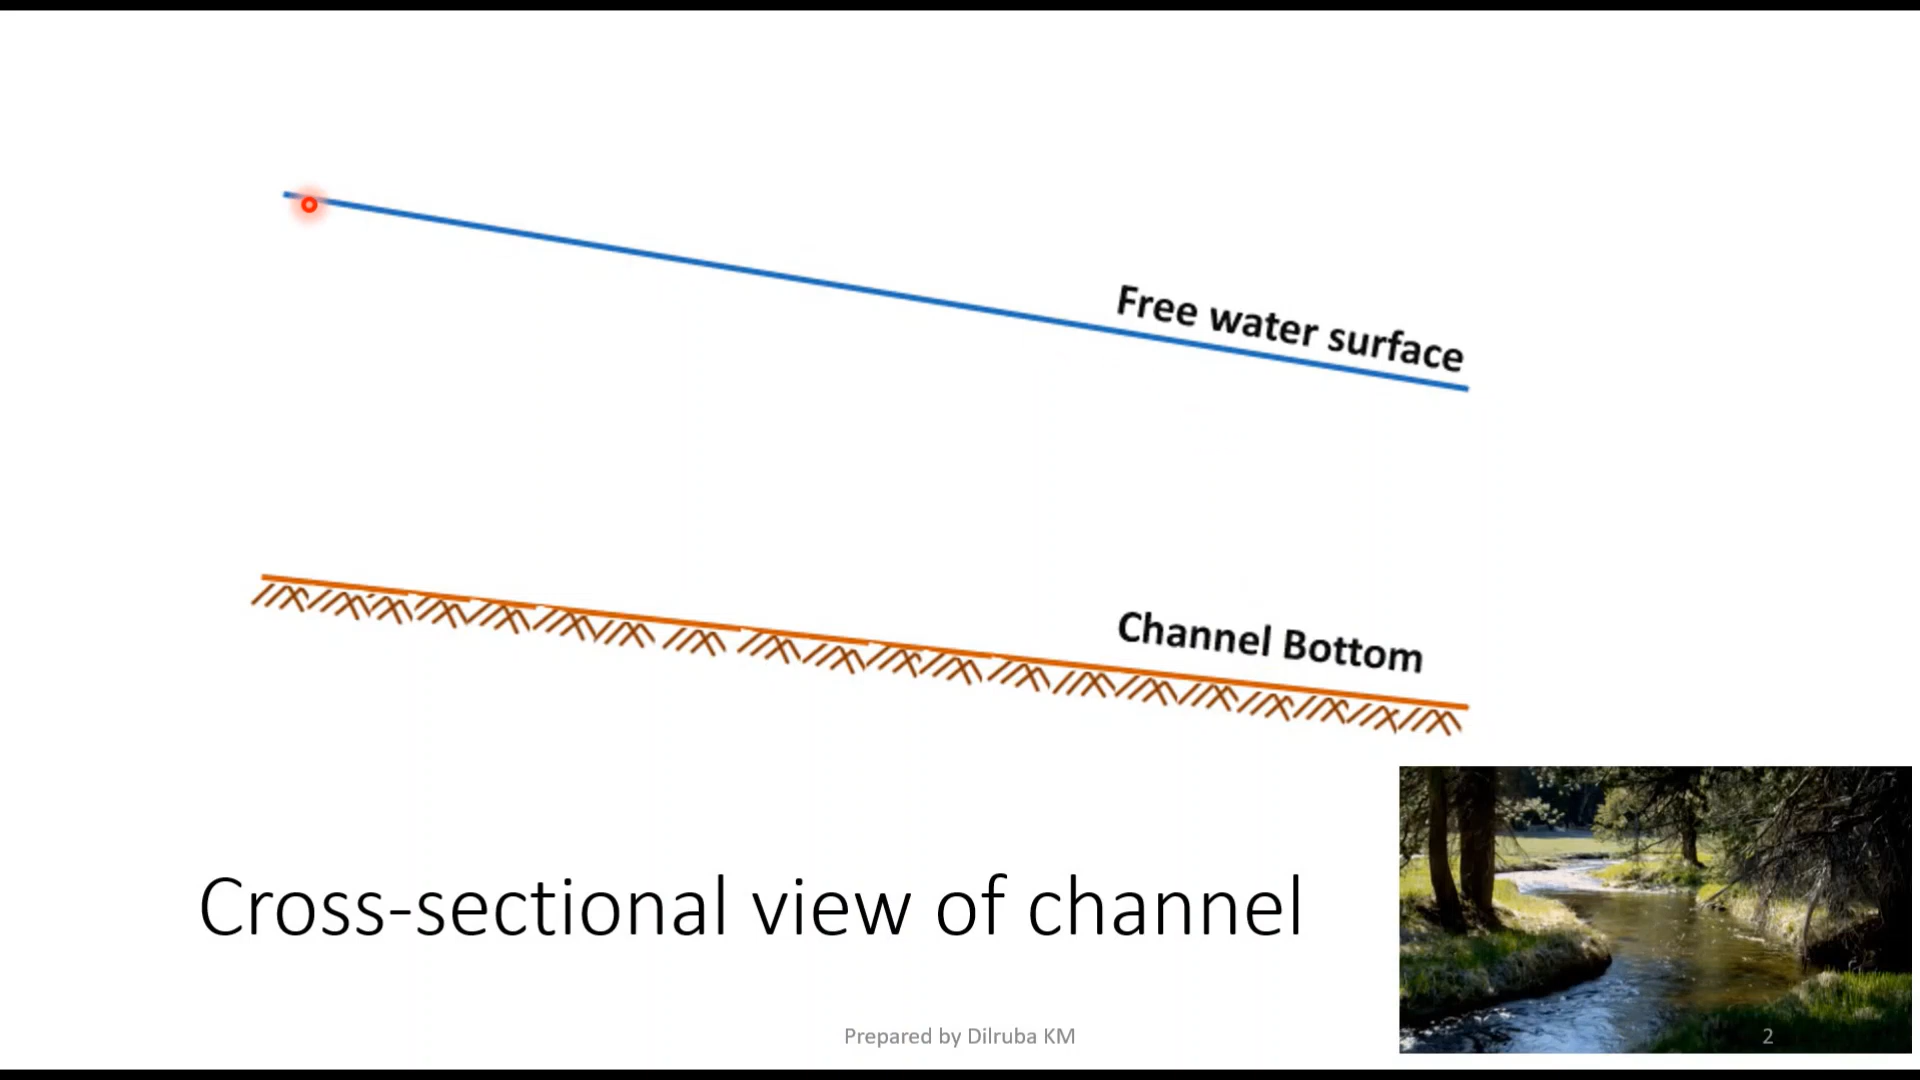 Free water surface
Channel Bottom
Cross-sectional view of channel
Prepared by Dilruba KM
2